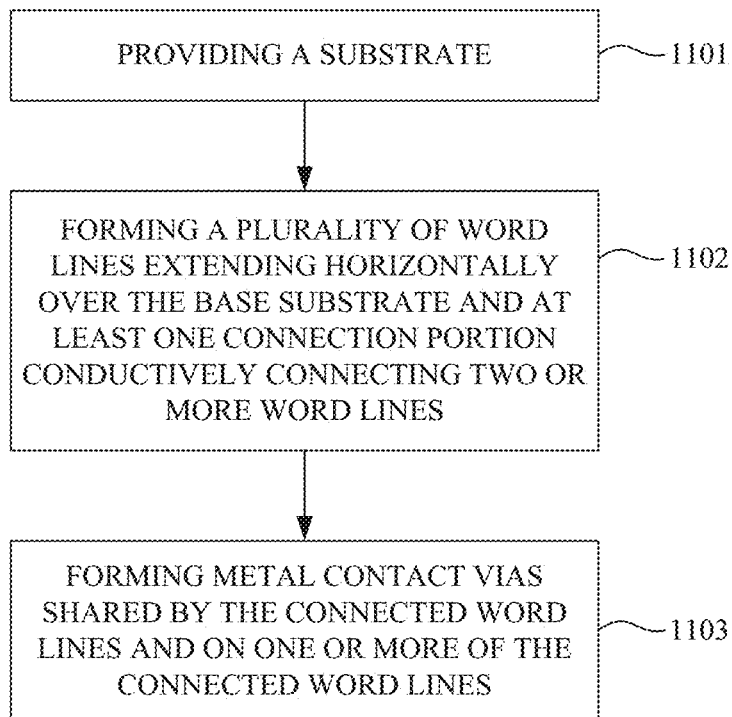 PROVIDING A SUBSTRATE
1101
FORMING A PLURALITY OF WORD
LINES EXTENDING HORIZONTALLY
OVER THE BASE SUBSTRATE AND AT
LEAST ONE CONNECTION PORTION
CONDUCTIVELY CONNECTING TWO OR
MORE WORD LINES
1102
FORMING METAL CONTACT VIAS
SHARED BY THE CONNECTED WORD
LINES AND ON ONE OR MORE OF THE
CONNECTED WORD LINES
1103